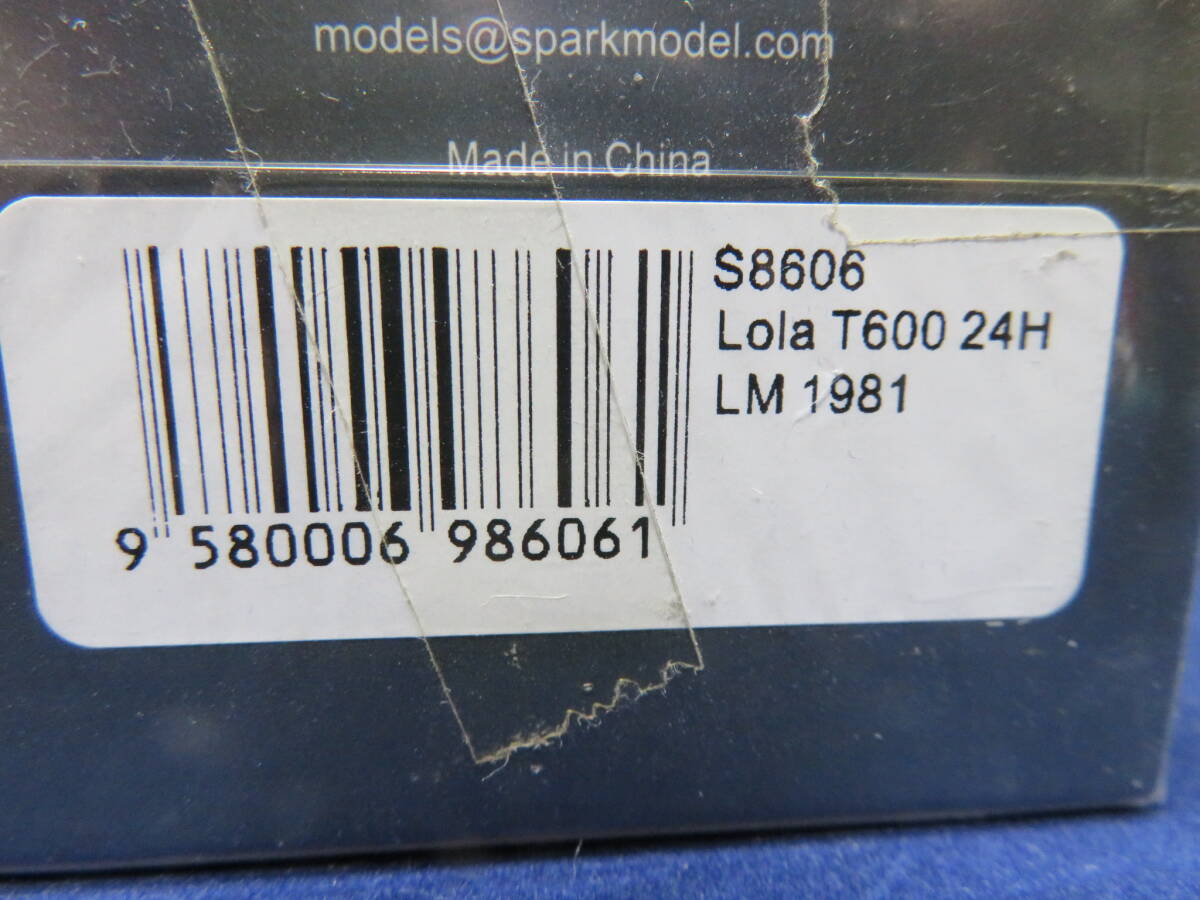 models@sparkmodel.com
Made in China
S8606
Lola T600 24H
LM 1981
9 580006 986061